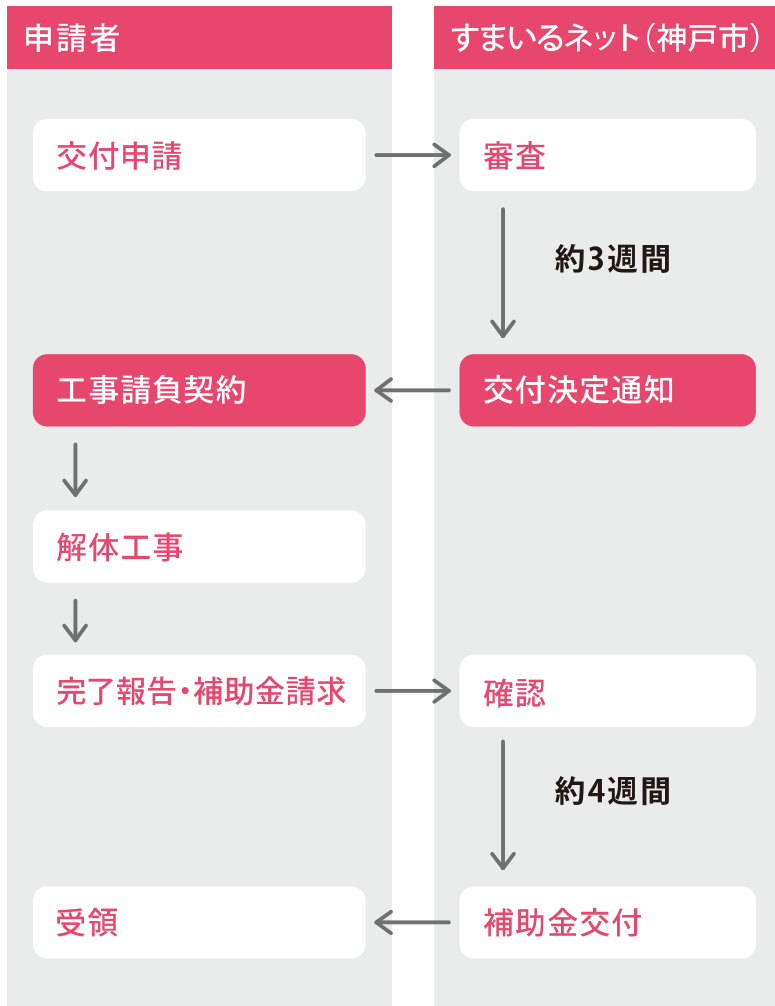 申請者
すまいるネット（神戸市）
交付申請
審査
約3週間
工事請負契約
交付決定通知
解体工事
完了報告・補助金請求
確認
約4週間
受領
補助金交付